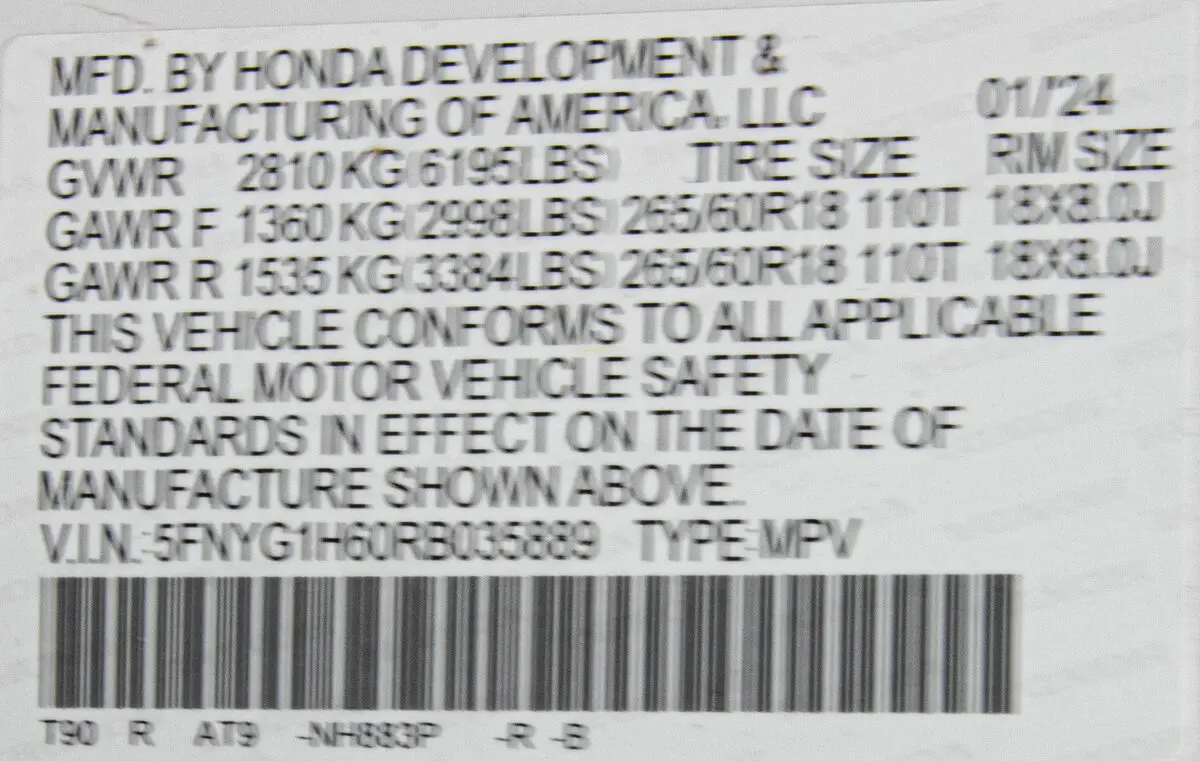 MFD. BY HONDA DEVELOPMENT &
MANUFACTURING OF AMERICA, LLC 01/'24
GVWR 2810 KG(6195LBS) TIRE SIZE RIM SIZE
GAWR F 1360 KG(2998LBS) 265/60R18 110T 18X8.0J
GAWR R 1535 KG(3384LBS) 265/60R18 110T 18X8.0J
THIS VEHICLE CONFORMS TO ALL APPLICABLE
FEDERAL MOTOR VEHICLE SAFETY
STANDARDS IN EFFECT ON THE DATE OF
MANUFACTURE SHOWN ABOVE.
V.I.N.:5FNYG1H60RB035889 TYPE:MPV
T90 R AT9 -NH883P -R -B